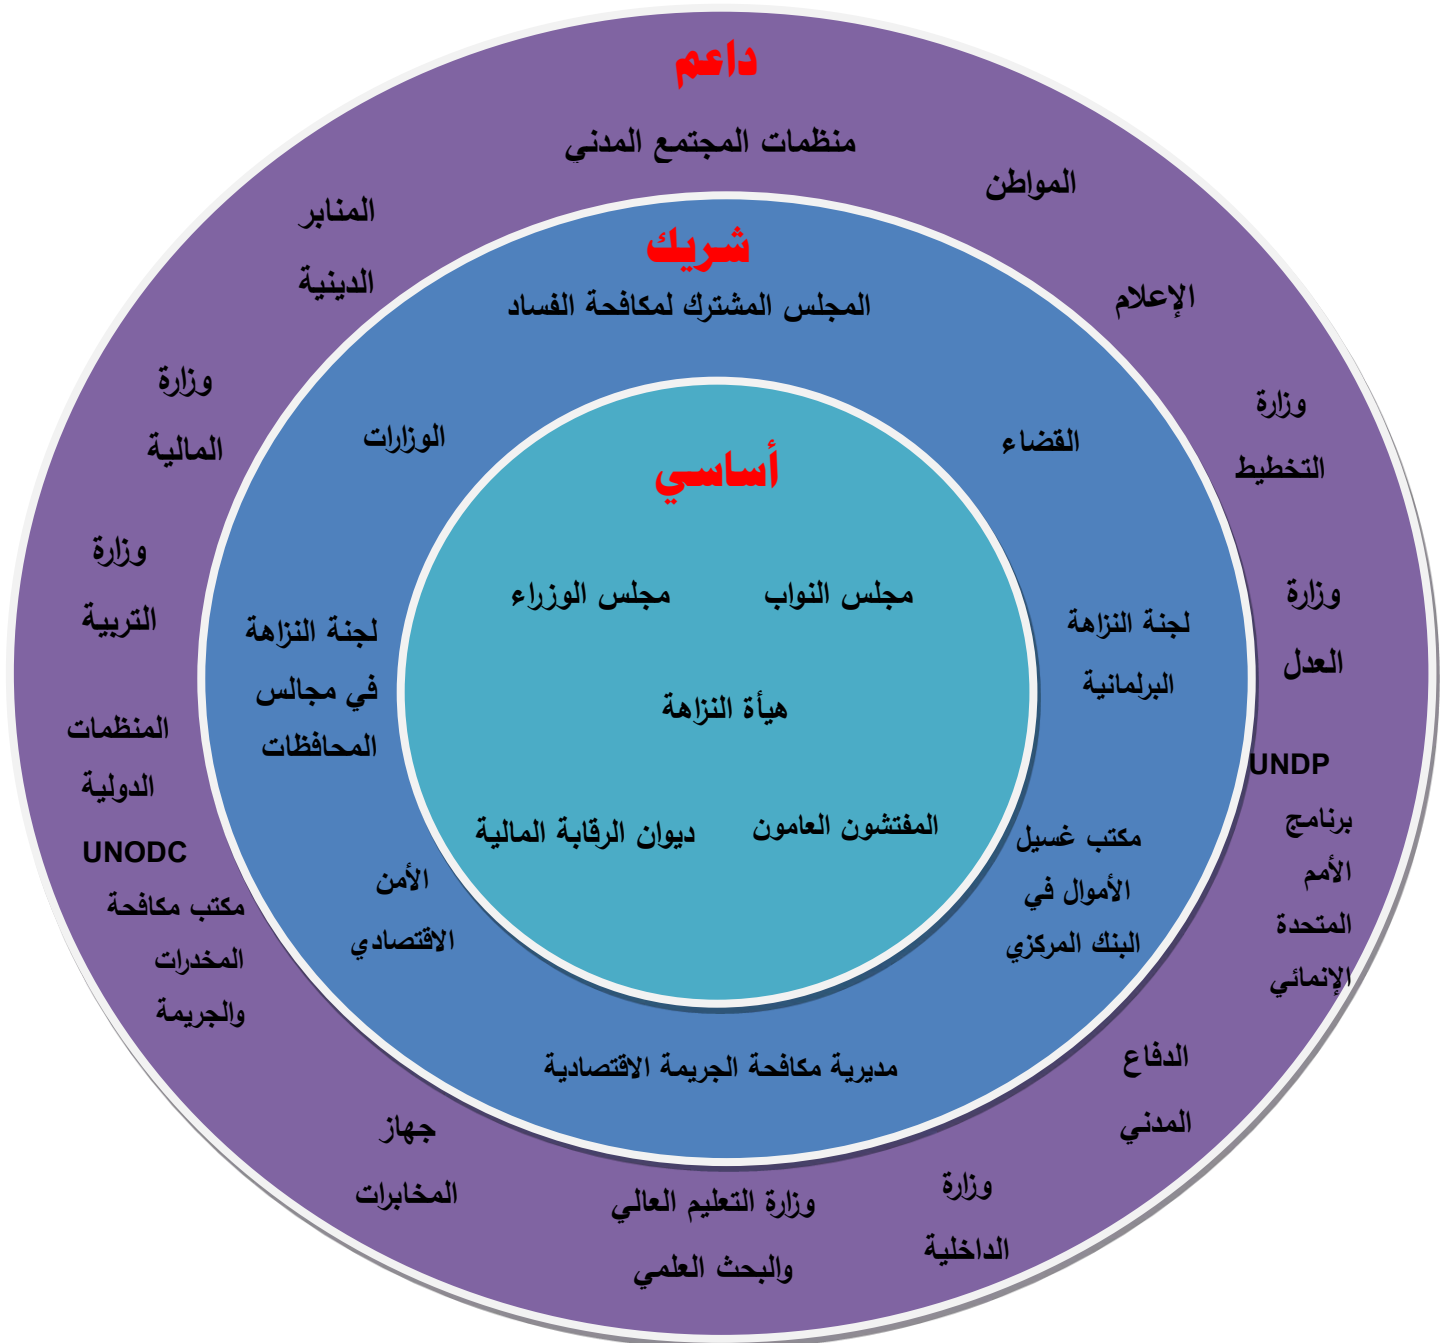 داعم
منظمات المجتمع المدني
المواطن
المنابر
الدينية
الإعلام
وزارة
المالية
وزارة
التخطيط
وزارة
التربية
وزارة
العدل
المنظمات
الدولية
UNODC
مكتب مكافحة
المخدرات
والجريمة
UNDP
برنامج
الأمم
المتحدة
الإنمائي
الدفاع
المدني
جهاز
المخابرات
وزارة التعليم العالي
والبحث العلمي
وزارة
الداخلية
شريك
المجلس المشترك لمكافحة الفساد
القضاء
الوزارات
لجنة النزاهة
البرلمانية
لجنة النزاهة
في مجالس
المحافظات
مكتب غسيل
الأموال في
البنك المركزي
الأمن
الاقتصادي
مديرية مكافحة الجريمة الاقتصادية
أساسي
مجلس النواب
مجلس الوزراء
هيأة النزاهة
المفتشون العامون
ديوان الرقابة المالية